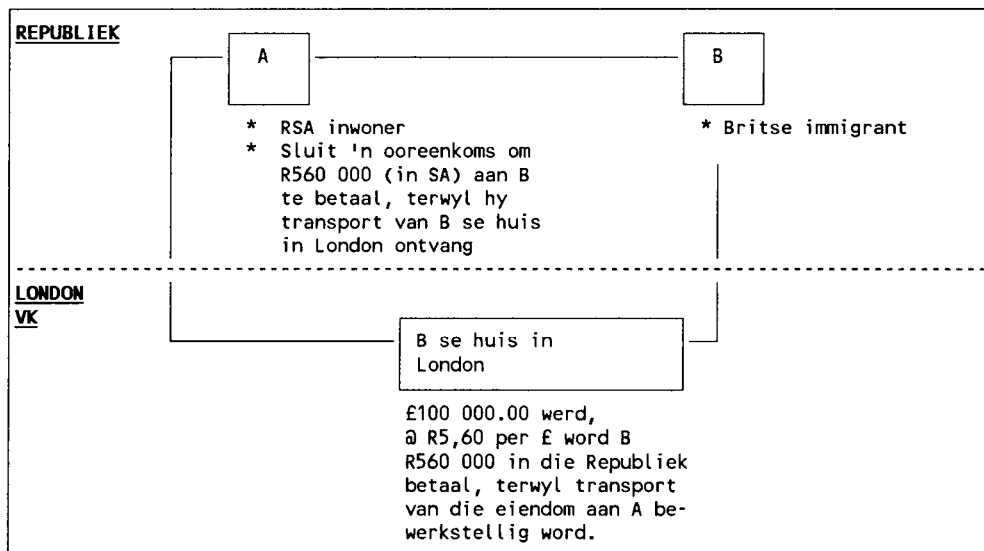 REPUBLIEK
A
B
* RSA inwoner
* Sluit 'n ooreenkoms om
R560 000 (in SA) aan B
te betaal, terwyl hy
transport van B se huis
in London ontvang
* Britse immigrant
LONDON
VK
B se huis in
London
£100 000.00 werd,
@ R5,60 per £ word B
R560 000 in die Republiek
betaal, terwyl transport
van die eiendom aan A be-
werkstellig word.